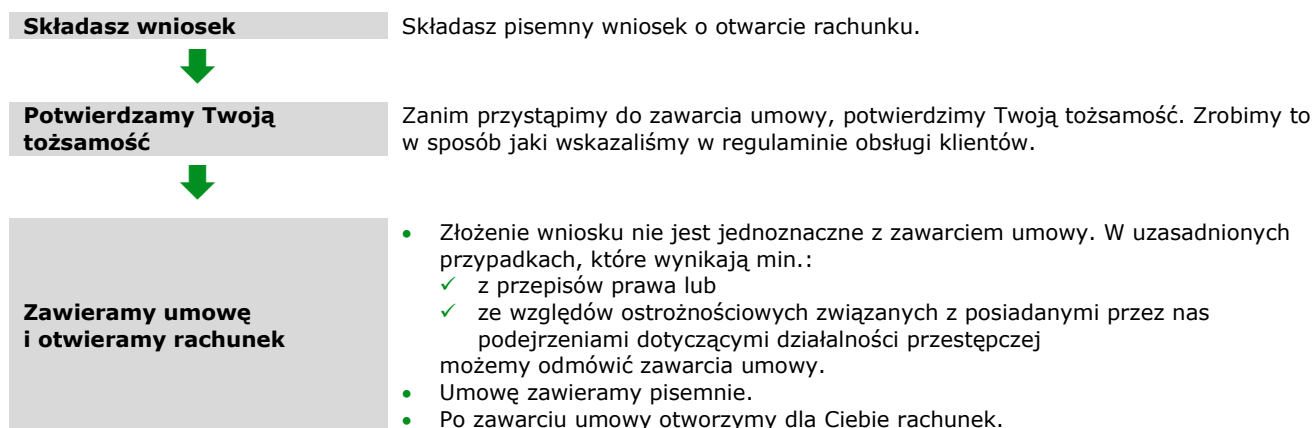 Składasz wniosek
Składasz pisemny wniosek o otwarcie rachunku.
Potwierdzamy Twoją
tożsamość
Zanim przystąpimy do zawarcia umowy, potwierdzimy Twoją tożsamość. Zrobimy to
w sposób jaki wskazaliśmy w regulaminie obsługi klientów.
Zawieramy umowę
i otwieramy rachunek
• Złożenie wniosku nie jest jednoznaczne z zawarciem umowy. W uzasadnionych
przypadkach, które wynikają min.:
✓ z przepisów prawa lub
✓ ze względów ostrożnościowych związanych z posiadanymi przez nas
podejrzeniami dotyczącymi działalności przestępczej
możemy odmówić zawarcia umowy.
• Umowę zawieramy pisemnie.
• Po zawarciu umowy otworzymy dla Ciebie rachunek.